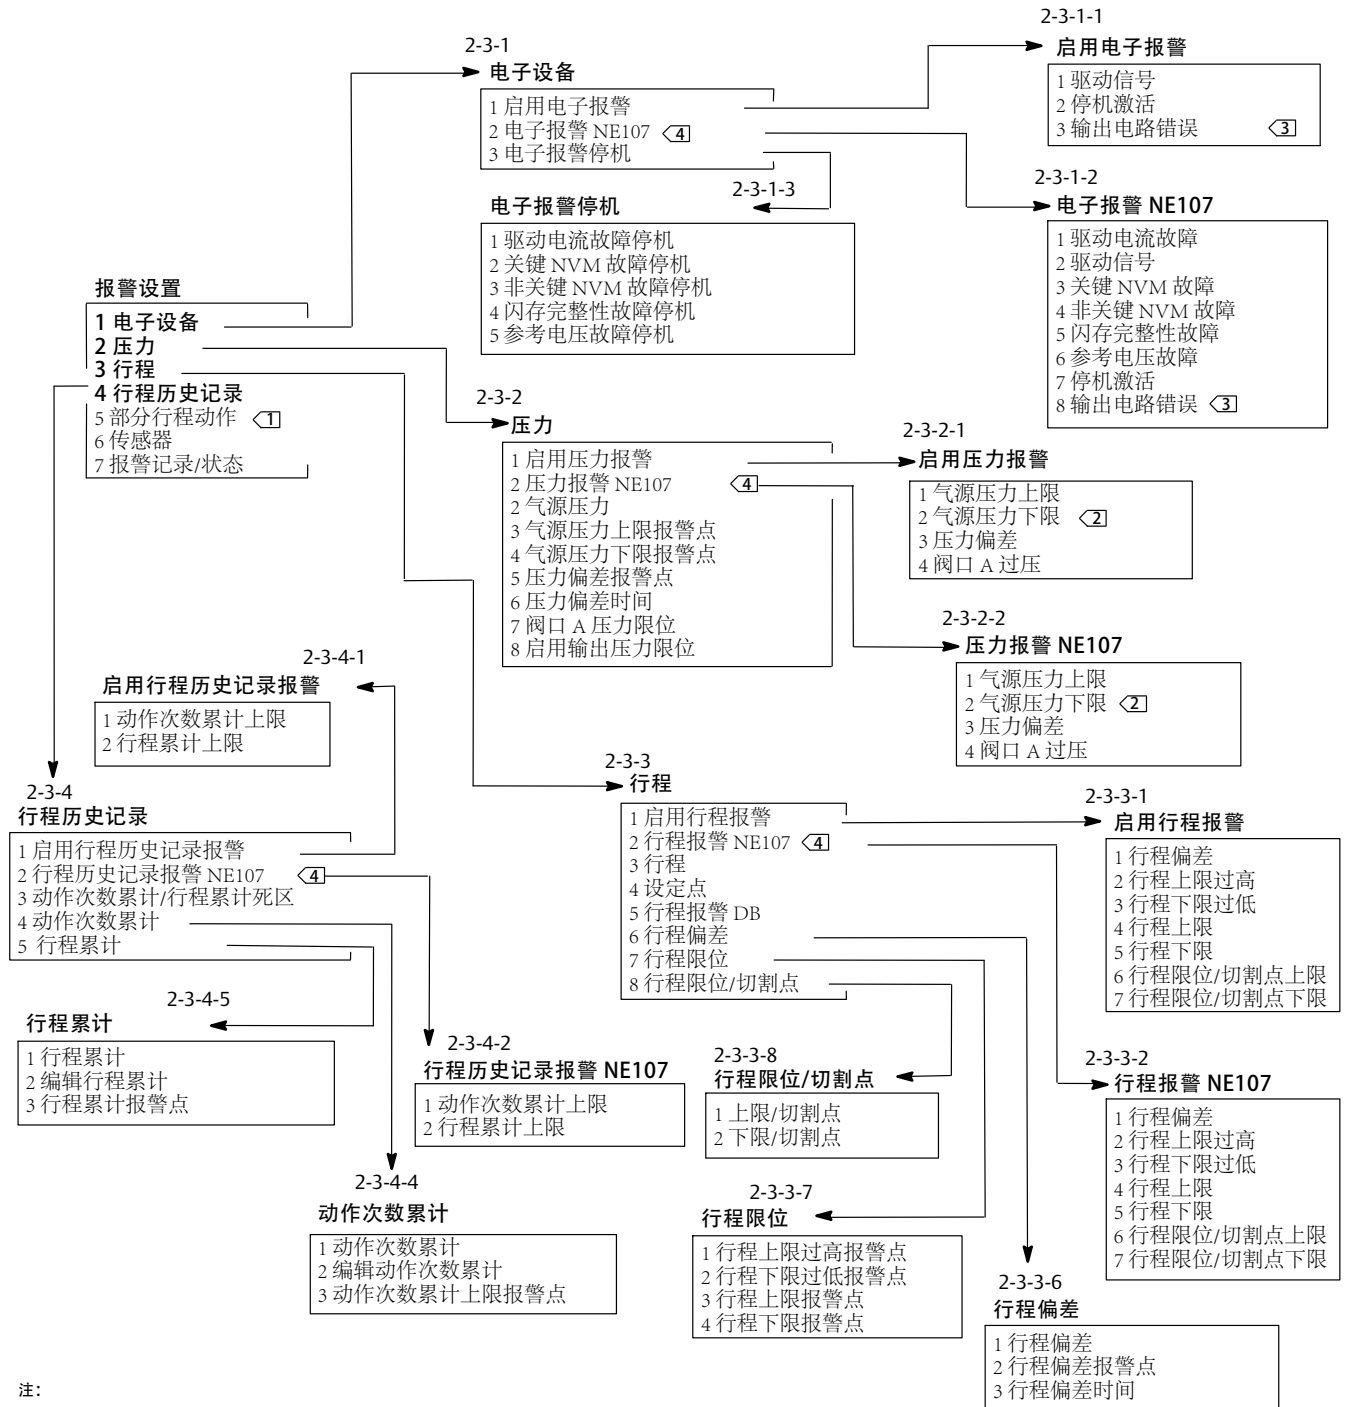 2-3-1-1
启用电子报警
1 驱动信号
2 停机激活
3 输出电路错误 3
2-3-1
电子设备
1 启用电子报警
2 电子报警 NE107 4
3 电子报警停机
2-3-1-3
电子报警停机
1 驱动电流故障停机
2 关键 NVM 故障停机
3 非关键 NVM 故障停机
4 闪存完整性故障停机
5 参考电压故障停机
2-3-1-2
电子报警 NE107
1 驱动电流故障
2 驱动信号
3 关键 NVM 故障
4 非关键 NVM 故障
5 闪存完整性故障
6 参考电压故障
7 停机激活
8 输出电路错误 3
报警设置
1 电子设备
2 压力
3 行程
4 行程历史记录
5 部分行程动作 1
6 传感器
7 报警记录/状态
2-3-2
压力
1 启用压力报警
2 压力报警 NE107 4
2 气源压力
3 气源压力上限报警点
4 气源压力下限报警点
5 压力偏差报警点
6 压力偏差时间
7 阀口 A 压力限位
8 启用输出压力限位
2-3-2-1
启用压力报警
1 气源压力上限
2 气源压力下限 2
3 压力偏差
4 阀口 A 过压
2-3-2-2
压力报警 NE107
1 气源压力上限
2 气源压力下限 2
3 压力偏差
4 阀口 A 过压
2-3-4-1
启用行程历史记录报警
1 动作次数累计上限
2 行程累计上限
2-3-4
行程历史记录
1 启用行程历史记录报警
2 行程历史记录报警 NE107 4
3 动作次数累计/行程累计死区
4 动作次数累计
5 行程累计
2-3-3
行程
1 启用行程报警
2 行程报警 NE107 4
3 行程
4 设定点
5 行程报警 DB
6 行程偏差
7 行程限位
8 行程限位/切割点
2-3-3-1
启用行程报警
1 行程偏差
2 行程上限过高
3 行程下限过低
4 行程上限
5 行程下限
6 行程限位/切割点上限
7 行程限位/切割点下限
2-3-4-5
行程累计
1 行程累计
2 编辑行程累计
3 行程累计报警点
2-3-4-2
行程历史记录报警 NE107
1 动作次数累计上限
2 行程累计上限
2-3-3-8
行程限位/切割点
1 上限/切割点
2 下限/切割点
2-3-3-2
行程报警 NE107
1 行程偏差
2 行程上限过高
3 行程下限过低
4 行程上限
5 行程下限
6 行程限位/切割点上限
7 行程限位/切割点下限
2-3-4-4
动作次数累计
1 动作次数累计
2 编辑动作次数累计
3 动作次数累计上限报警点
2-3-3-7
行程限位
1 行程上限过高报警点
2 行程下限过低报警点
3 行程上限报警点
4 行程下限报警点
2-3-3-6
行程偏差
1 行程偏差
2 行程偏差报警点
3 行程偏差时间
注：